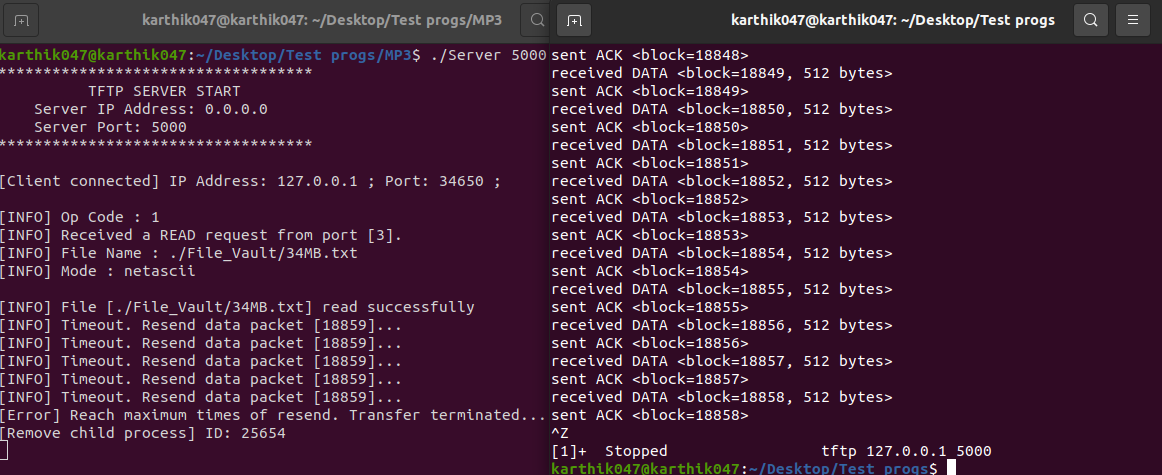 karthik047@karthik047: ~/Desktop/Test progs/MP3
karthik047@karthik047:~/Desktop/Test progs/MP3$ ./Server 5000
***********************************
TFTP SERVER START
Server IP Address: 0.0.0.0
Server Port: 5000
***********************************
[Client connected] IP Address: 127.0.0.1 ; Port: 34650 ;
[INFO] Op Code : 1
[INFO] Received a READ request from port [3].
[INFO] File Name : ./File_Vault/34MB.txt
[INFO] Mode : netascii
[INFO] File [./File_Vault/34MB.txt] read successfully
[INFO] Timeout. Resend data packet [18859]...
[INFO] Timeout. Resend data packet [18859]...
[INFO] Timeout. Resend data packet [18859]...
[INFO] Timeout. Resend data packet [18859]...
[INFO] Timeout. Resend data packet [18859]...
[Error] Reach maximum times of resend. Transfer terminated...
[Remove child process] ID: 25654
karthik047@karthik047: ~/Desktop/Test progs
sent ACK <block=18848>
received DATA <block=18849, 512 bytes>
sent ACK <block=18849>
received DATA <block=18850, 512 bytes>
sent ACK <block=18850>
received DATA <block=18851, 512 bytes>
sent ACK <block=18851>
received DATA <block=18852, 512 bytes>
sent ACK <block=18852>
received DATA <block=18853, 512 bytes>
sent ACK <block=18853>
received DATA <block=18854, 512 bytes>
sent ACK <block=18854>
received DATA <block=18855, 512 bytes>
sent ACK <block=18855>
received DATA <block=18856, 512 bytes>
sent ACK <block=18856>
received DATA <block=18857, 512 bytes>
sent ACK <block=18857>
received DATA <block=18858, 512 bytes>
sent ACK <block=18858>
^Z
[1]+  Stopped                 tftp 127.0.0.1 5000
karthik047@karthik047:~/Desktop/Test progs$